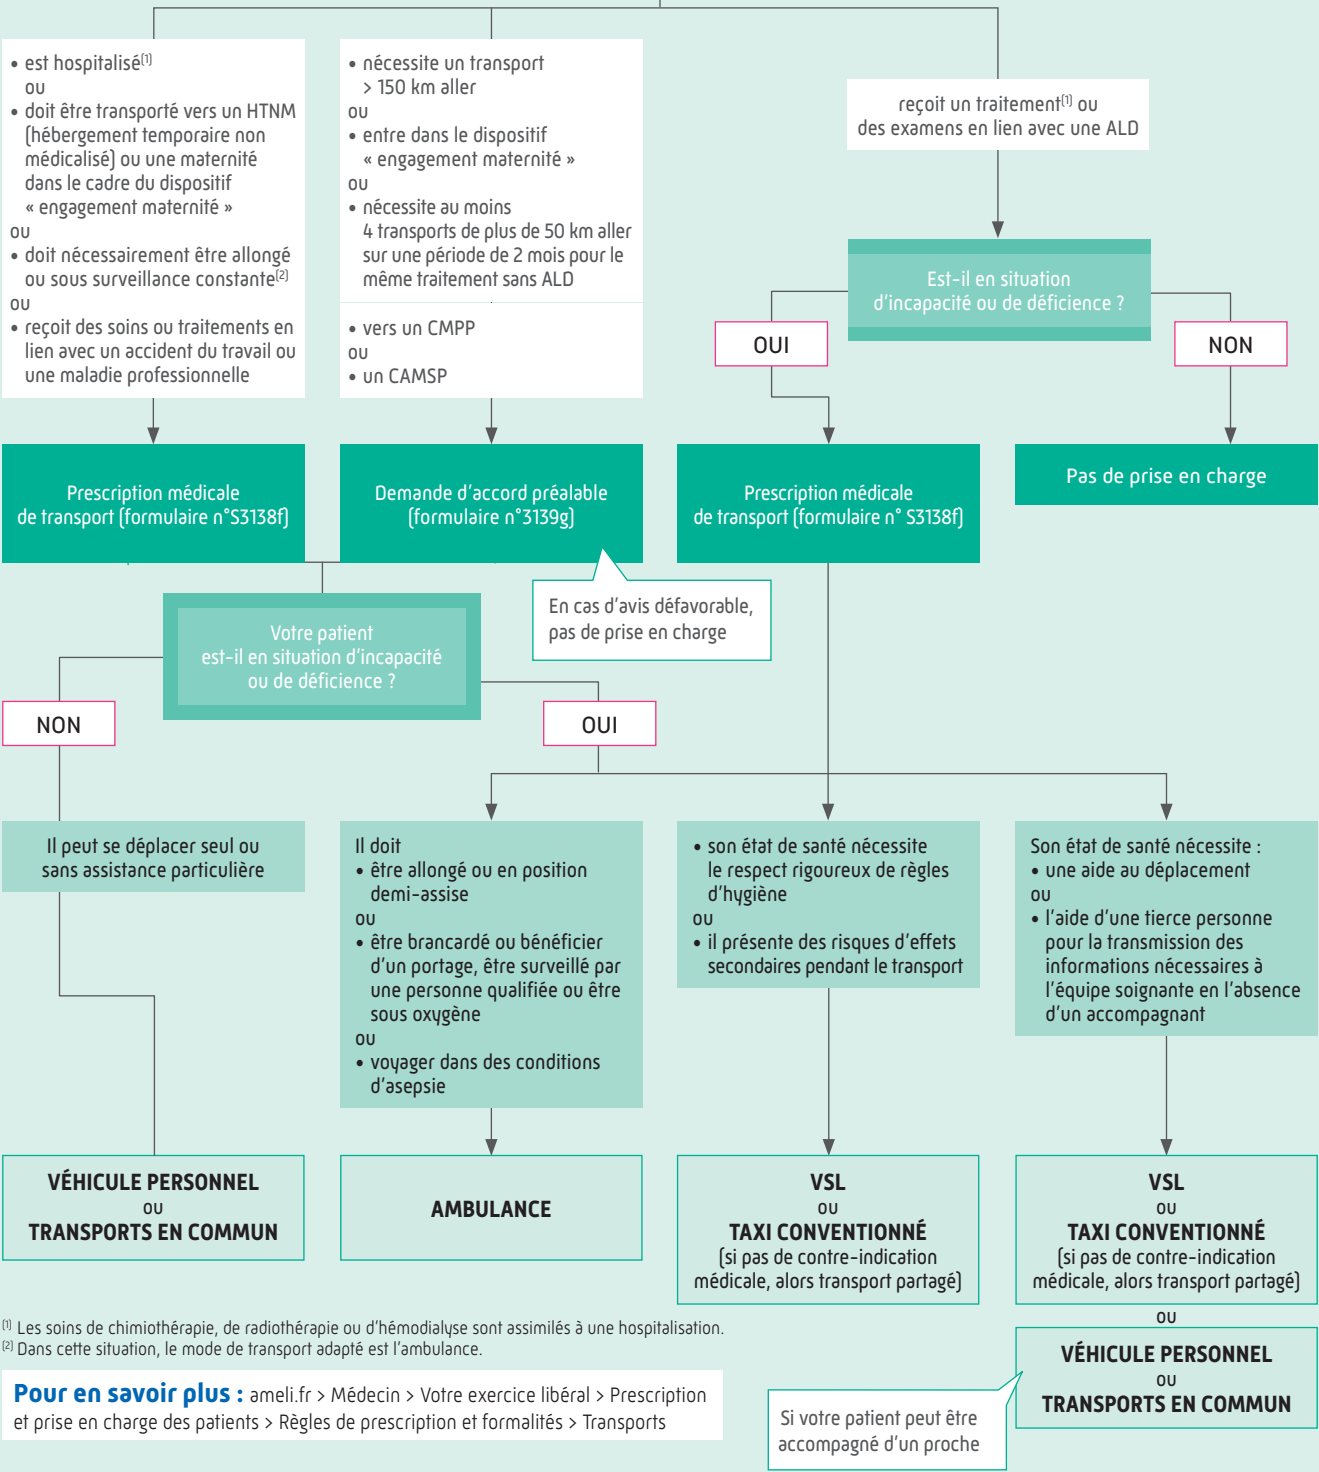 • est hospitalisé(1)
ou
• doit être transporté vers un HTNM
(hébergement temporaire non
médicalisé) ou une maternité
dans le cadre du dispositif
« engagement maternité »
ou
• doit nécessairement être allongé
ou sous surveillance constante(2)
ou
• reçoit des soins ou traitements en
lien avec un accident du travail ou
une maladie professionnelle
• nécessite un transport
> 150 km aller
ou
• entre dans le dispositif
« engagement maternité »
ou
• nécessite au moins
4 transports de plus de 50 km aller
sur une période de 2 mois pour le
même traitement sans ALD
• vers un CMPP
ou
• un CAMSP
reçoit un traitement(1) ou
des examens en lien avec une ALD
Est-il en situation
d'incapacité ou de déficience ?
OUI
NON
Prescription médicale
de transport (formulaire n°S3138f)
Demande d'accord préalable
(formulaire n°3139g)
Prescription médicale
de transport (formulaire n° S3138f)
Pas de prise en charge
En cas d'avis défavorable,
pas de prise en charge
Votre patient
est-il en situation d'incapacité
ou de déficience ?
NON
OUI
Il peut se déplacer seul ou
sans assistance particulière
Il doit
• être allongé ou en position
demi-assise
ou
• être brancardé ou bénéficier
d'un portage, être surveillé par
une personne qualifiée ou être
sous oxygène
ou
• voyager dans des conditions
d'asepsie
• son état de santé nécessite
le respect rigoureux de règles
d'hygiène
ou
• il présente des risques d'effets
secondaires pendant le transport
Son état de santé nécessite :
• une aide au déplacement
ou
• l'aide d'une tierce personne
pour la transmission des
informations nécessaires à
l'équipe soignante en l'absence
d'un accompagnant
VÉHICULE PERSONNEL
ou
TRANSPORTS EN COMMUN
AMBULANCE
VSL
ou
TAXI CONVENTIONNÉ
(si pas de contre-indication
médicale, alors transport partagé)
VSL
ou
TAXI CONVENTIONNÉ
(si pas de contre-indication
médicale, alors transport partagé)
ou
VÉHICULE PERSONNEL
ou
TRANSPORTS EN COMMUN
Si votre patient peut être
accompagné d'un proche
(1) Les soins de chimiothérapie, de radiothérapie ou d'hémodialyse sont assimilés à une hospitalisation.
(2) Dans cette situation, le mode de transport adapté est l'ambulance.
Pour en savoir plus : ameli.fr > Médecin > Votre exercice libéral > Prescription
et prise en charge des patients > Règles de prescription et formalités > Transports